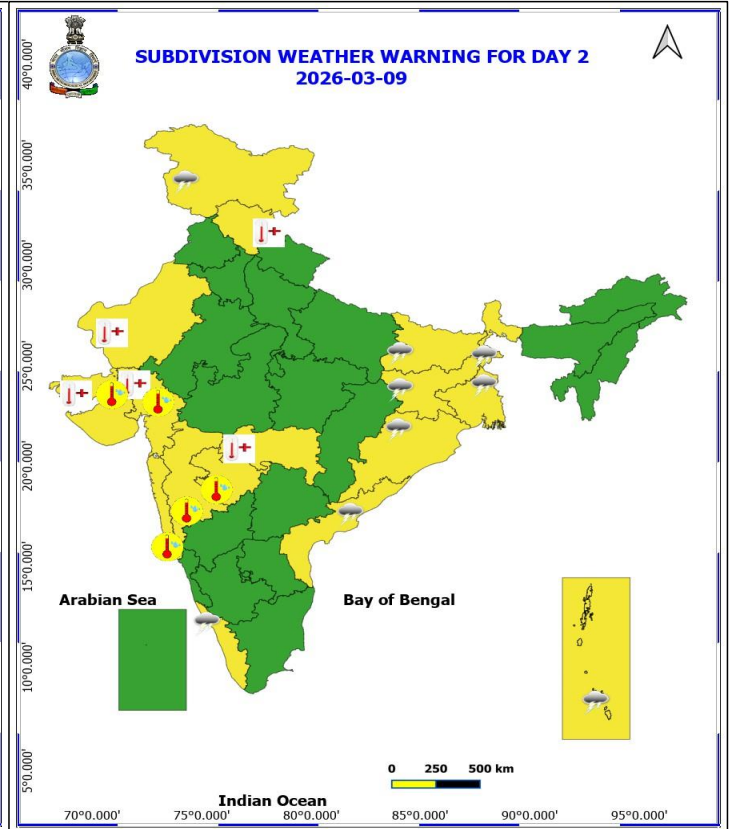 SUBDIVISION WEATHER WARNING FOR DAY 2
2026-03-09
40°0.000'
35°0.000'
30°0.000'
25°0.000'
20°0.000'
15°0.000'
10°0.000'
5°0.000'
Arabian Sea
Bay of Bengal
0 250 500 km
Indian Ocean
70°0.000' 75°0.000' 80°0.000' 85°0.000' 90°0.000' 95°0.000'